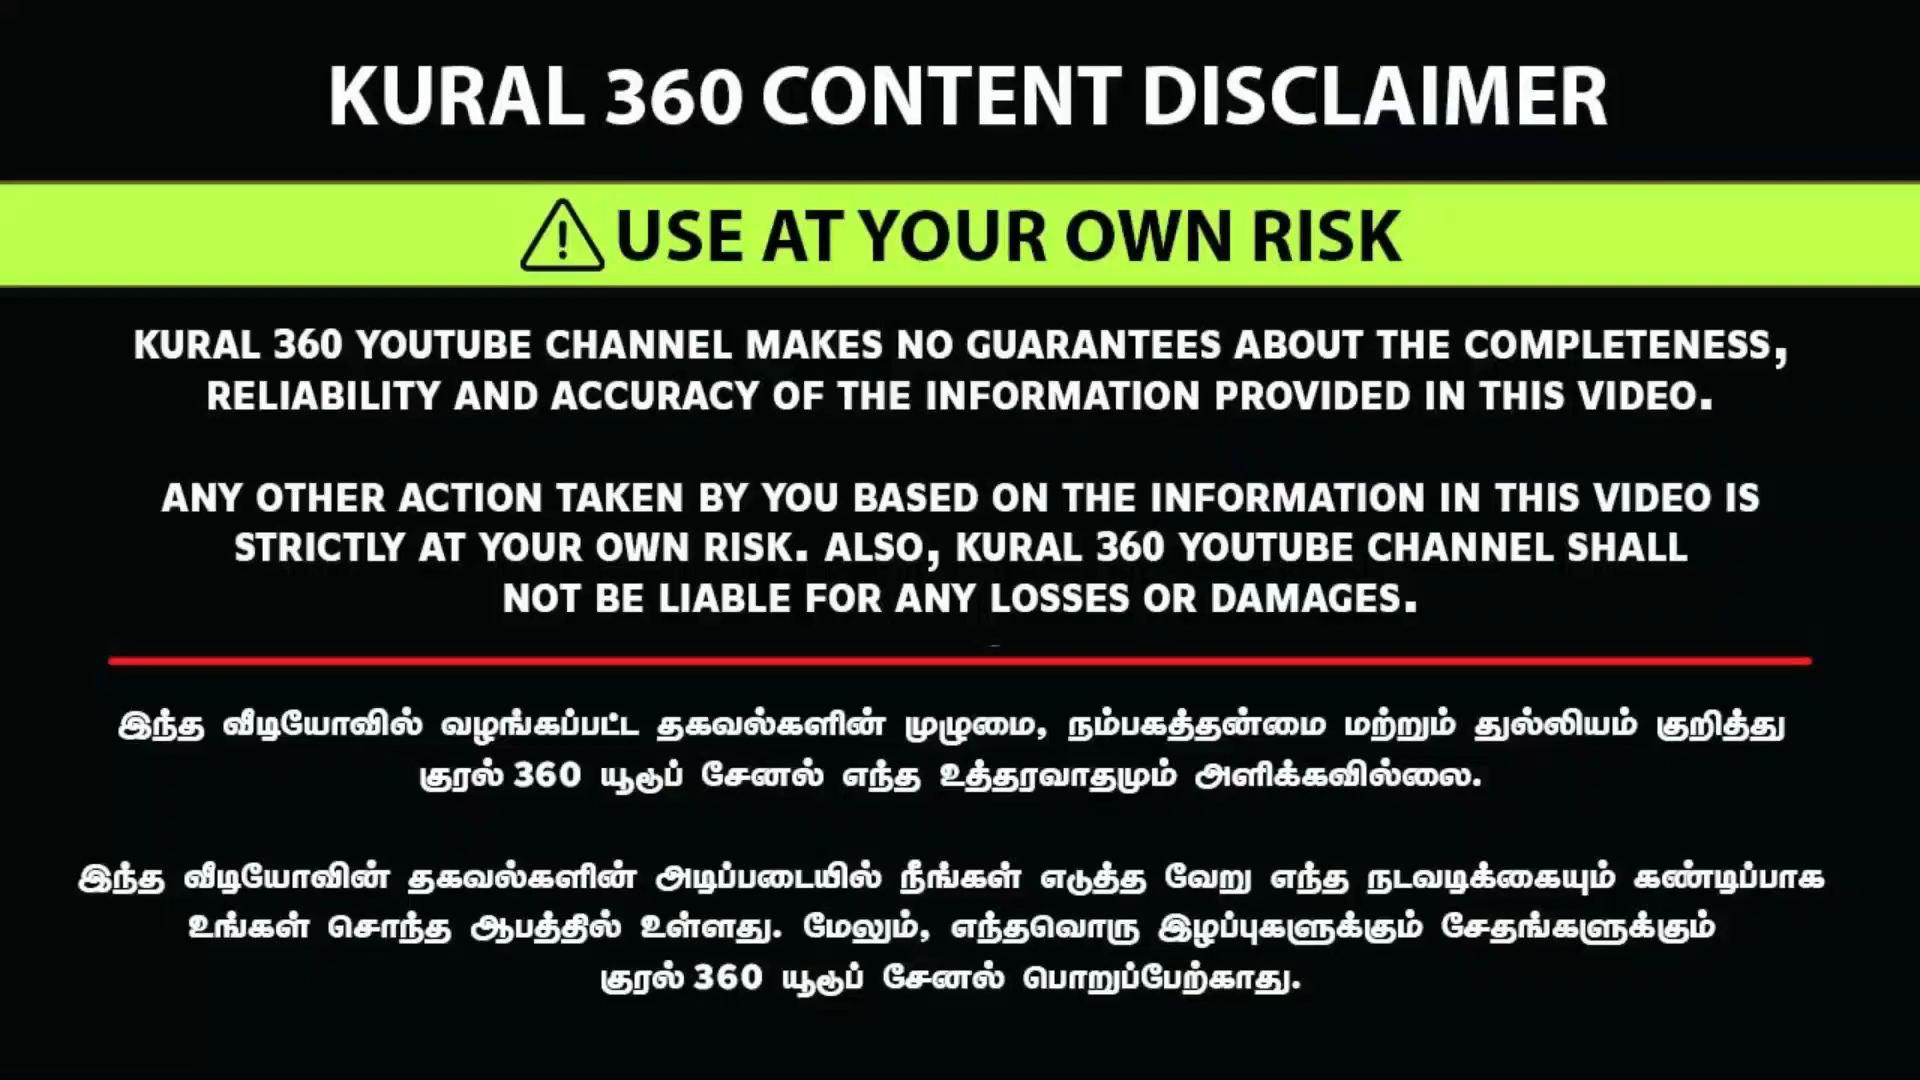 KURAL 360 CONTENT DISCLAIMER
USE AT YOUR OWN RISK
KURAL 360 YOUTUBE CHANNEL MAKES NO GUARANTEES ABOUT THE COMPLETENESS,
RELIABILITY AND ACCURACY OF THE INFORMATION PROVIDED IN THIS VIDEO.
ANY OTHER ACTION TAKEN BY YOU BASED ON THE INFORMATION IN THIS VIDEO IS
STRICTLY AT YOUR OWN RISK. ALSO, KURAL 360 YOUTUBE CHANNEL SHALL
NOT BE LIABLE FOR ANY LOSSES OR DAMAGES.
இந்த வீடியோவில் வழங்கப்பட்ட தகவல்களின் முழுமை, நம்பகத்தன்மை மற்றும் துல்லியம் குறித்து
குரல் 360 யூடூப் சேனல் எந்த உத்தரவாதமும் அளிக்கவில்லை.
இந்த வீடியோவின் தகவல்களின் அடிப்படையில் நீங்கள் எடுத்த வேறு எந்த நடவடிக்கையும் கண்டிப்பாக
உங்கள் சொந்த ஆபத்தில் உள்ளது. மேலும், எந்தவொரு இழப்புகளுக்கும் சேதங்களுக்கும்
குரல் 360 யூடூப் சேனல் பொறுப்பேற்காது.